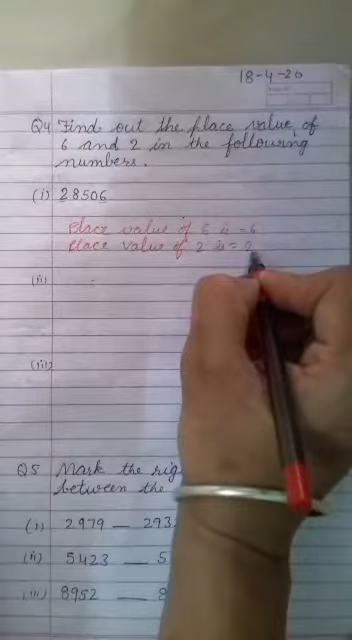 18-4-20
Q4 Find out the place value of
6 and 2 in the following
numbers.
(i) 28506
Place value of 6 is = 6
Place value of 2 is = 2
(ii)
(iii)
Q5 Mark the
between the
(i) 2979 — 293
(ii) 5423 — 5
(iii) 8952 — 8